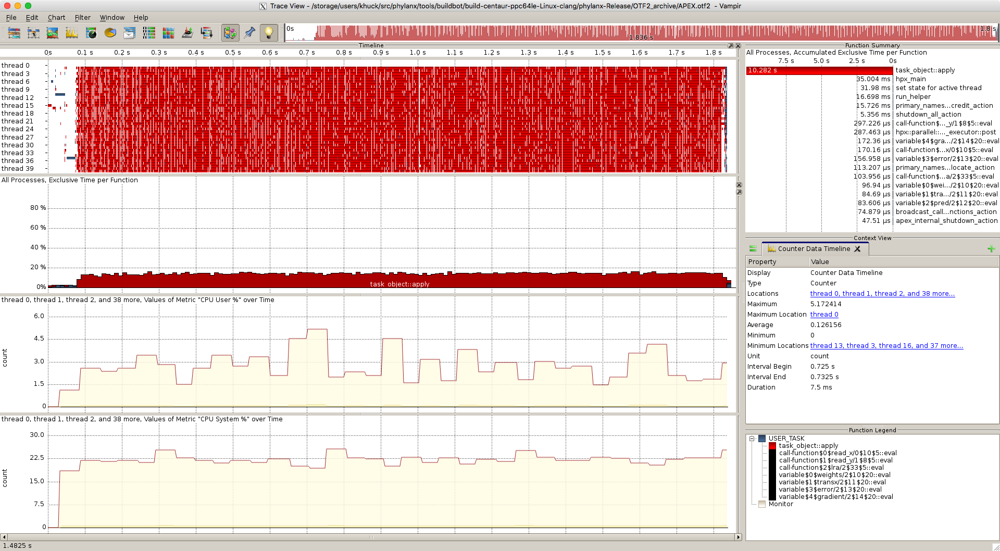 Trace View - /storage/users/khuck/src/phylanx/tools/buildbot/build-centaur-ppc64le-Linux-clang/phylanx-Release/OTF2_archive/APEX.otf2 - Vampir
File Edit Chart Filter Window Help
0s 1.836 s 1.8 s
Timeline
0s 0.1 s 0.2 s 0.3 s 0.4 s 0.5 s 0.6 s 0.7 s 0.8 s 0.9 s 1.0 s 1.1 s 1.2 s 1.3 s 1.4 s 1.5 s 1.6 s 1.7 s 1.8 s
thread 0
thread 3
thread 6
thread 9
thread 12
thread 15
thread 18
thread 21
thread 24
thread 27
thread 30
thread 33
thread 36
thread 39
All Processes, Exclusive Time per Function
80 %
60 %
40 %
20 %
0%
task_object::apply
thread 0, thread 1, thread 2, and 38 more, Values of Metric "CPU User %" over Time
6.0
4.5
3.0
1.5
0
count
thread 0, thread 1, thread 2, and 38 more, Values of Metric "CPU System %" over Time
30.0
22.5
15.0
7.5
0
count
1.4825 s
Function Summary
All Processes, Accumulated Exclusive Time per Function
7.5 s 5.0 s 2.5 s 0s
10.282 s task_object::apply
35.004 ms hpx_main
31.98 ms set state for active thread
16.698 ms run_helper
15.726 ms primary_names...credit_action
5.356 ms shutdown_all_action
297.226 µs call-function$..._y/1$8$5::eval
287.463 µs hpx::parallel::..._executor::post
172.36 µs variable$4$gra.../2$14$20::eval
170.16 µs call-function$...x/0$10$5::eval
156.958 µs variable$3$error/2$13$20::eval
113.207 µs primary_names...locate_action
103.956 µs call-function$...a/2$33$5::eval
96.94 µs variable$0$wei.../2$10$20::eval
84.69 µs variable$1$tra.../2$11$20::eval
83.606 µs variable$2$pred/2$12$20::eval
74.879 µs broadcast_call...nctions_action
47.51 µs apex_internal_shutdown_action
Context View
Counter Data Timeline
Property Value
Display Counter Data Timeline
Type Counter
Locations thread 0, thread 1, thread 2, and 38 more...
Maximum 5.172414
Maximum Location thread 0
Average 0.126156
Minimum 0
Minimum Locations thread 13, thread 3, thread 16, and 37 more...
Unit count
Interval Begin 0.725 s
Interval End 0.7325 s
Duration 7.5 ms
Function Legend
USER_TASK
task_object::apply
call-function$0$read_x/0$10$5::eval
call-function$1$read_y/1$8$5::eval
call-function$2$lra/2$33$5::eval
variable$0$weights/2$10$20::eval
variable$1$transx/2$11$20::eval
variable$3$error/2$13$20::eval
variable$4$gradient/2$14$20::eval
Monitor